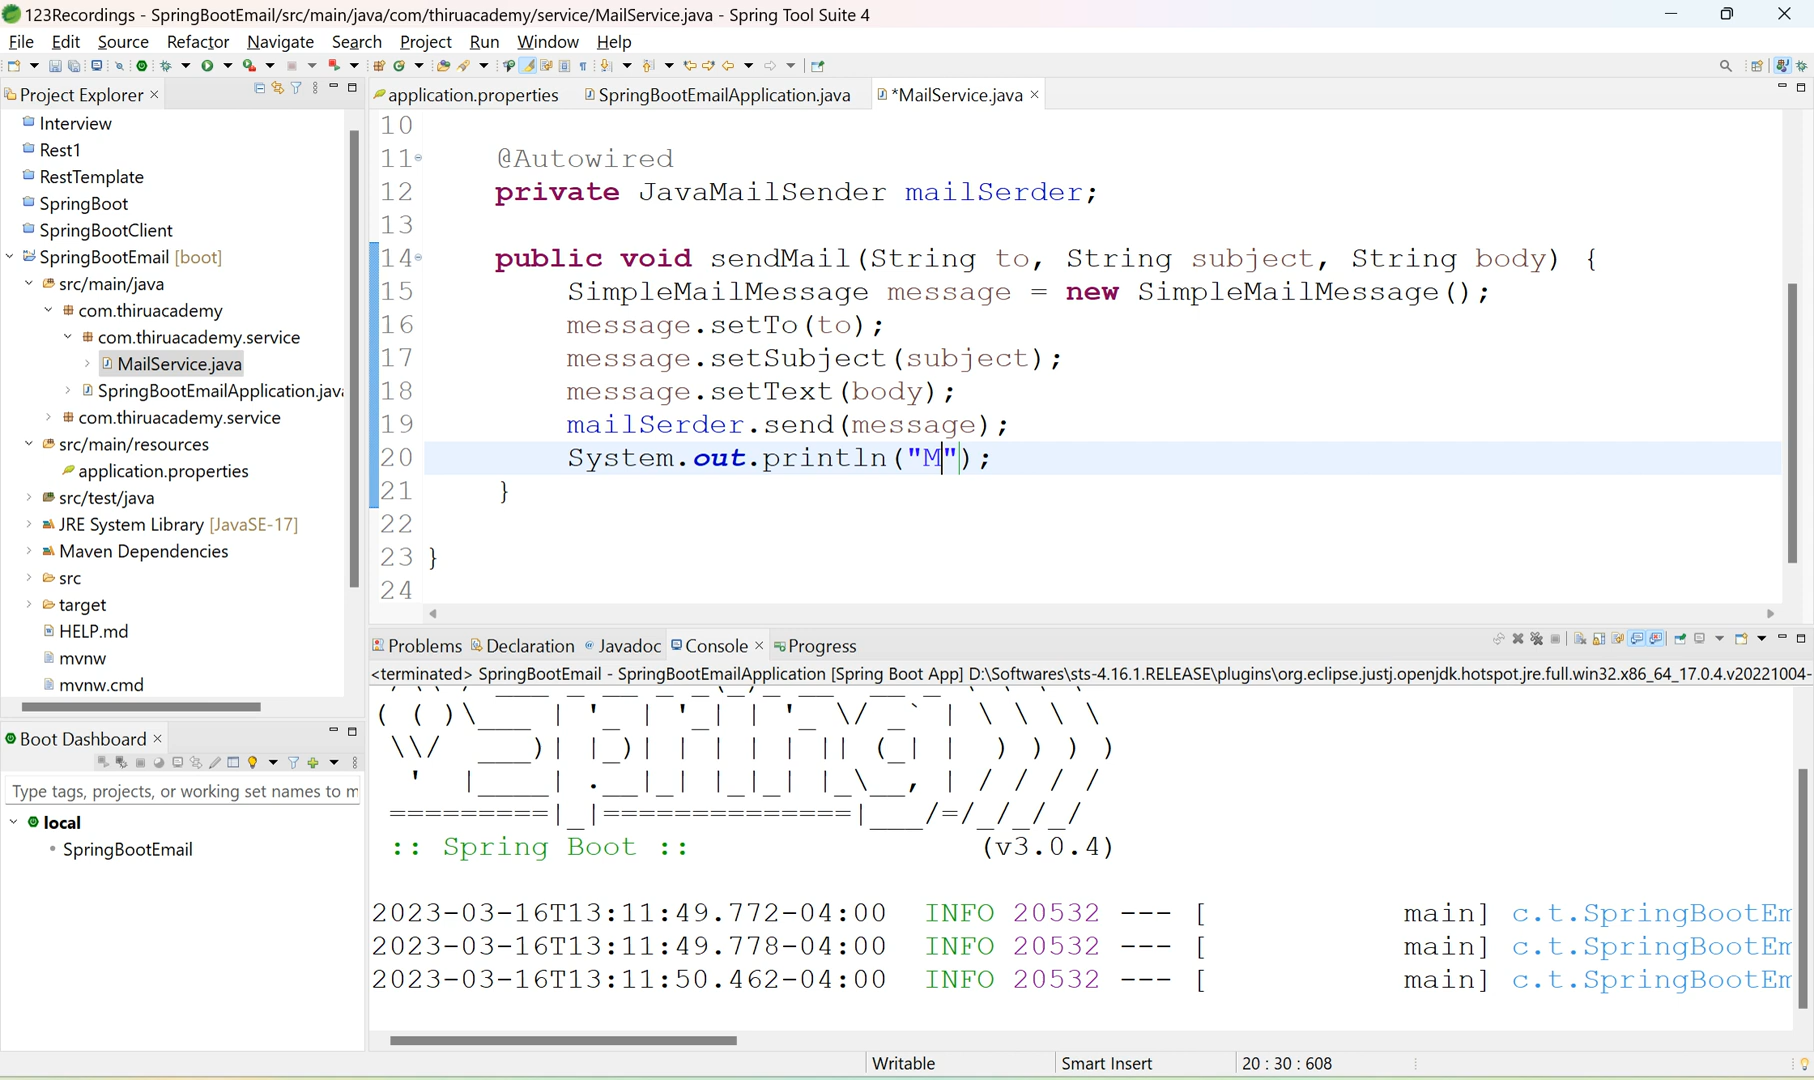 123Recordings - SpringBootEmail/src/main/java/com/thiruacademy/service/MailService.java - Spring Tool Suite 4
File Edit Source Refactor Navigate Search Project Run Window Help
Project Explorer
Interview
Rest1
RestTemplate
SpringBoot
SpringBootClient
SpringBootEmail [boot]
src/main/java
com.thiruacademy
com.thiruacademy.service
MailService.java
SpringBootEmailApplication.java
com.thiruacademy.service
src/main/resources
application.properties
src/test/java
JRE System Library [JavaSE-17]
Maven Dependencies
src
target
HELP.md
mvnw
mvnw.cmd
application.properties SpringBootEmailApplication.java *MailService.java
10
11 @Autowired
12 private JavaMailSender mailSerder;
13
14 public void sendMail(String to, String subject, String body) {
15 SimpleMailMessage message = new SimpleMailMessage();
16 message.setTo(to);
17 message.setSubject(subject);
18 message.setText(body);
19 mailSerder.send(message);
20 System.out.println("M");
21 }
22
23 }
24
Problems Declaration Javadoc Console Progress
<terminated> SpringBootEmail - SpringBootEmailApplication [Spring Boot App] D:\Softwares\sts-4.16.1.RELEASE\plugins\org.eclipse.justj.openjdk.hotspot.jre.full.win32.x86_64_17.0.4.v20221004-
:: Spring Boot :: (v3.0.4)
2023-03-16T13:11:49.772-04:00 INFO 20532 --- [ main] c.t.SpringBootEm
2023-03-16T13:11:49.778-04:00 INFO 20532 --- [ main] c.t.SpringBootEm
2023-03-16T13:11:50.462-04:00 INFO 20532 --- [ main] c.t.SpringBootEm
Boot Dashboard
Type tags, projects, or working set names to m
local
SpringBootEmail
Writable Smart Insert 20 : 30 : 608